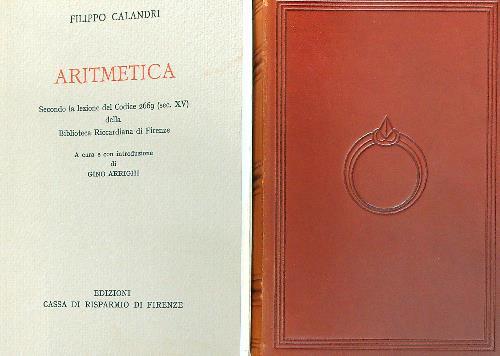 FILIPPO CALANDRI
ARITMETICA
Secondo la lezione del Codice 2669 (sec. XV)
della
Biblioteca Riccardiana di Firenze
A cura e con introduzione
di
GINO ARRIGHI
EDIZIONI
CASSA DI RISPARMIO DI FIRENZE